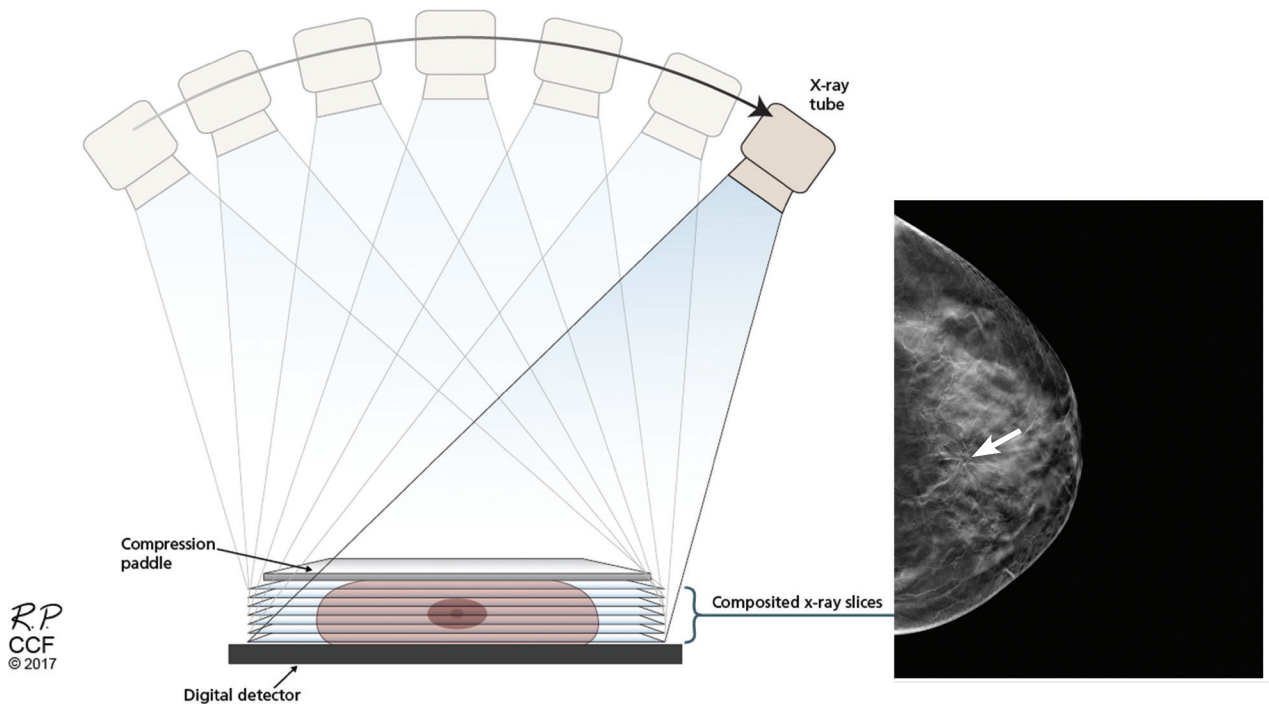 X-ray
tube
Compression
paddle
Composited x-ray slices
R.P
CCF
© 2017
Digital detector